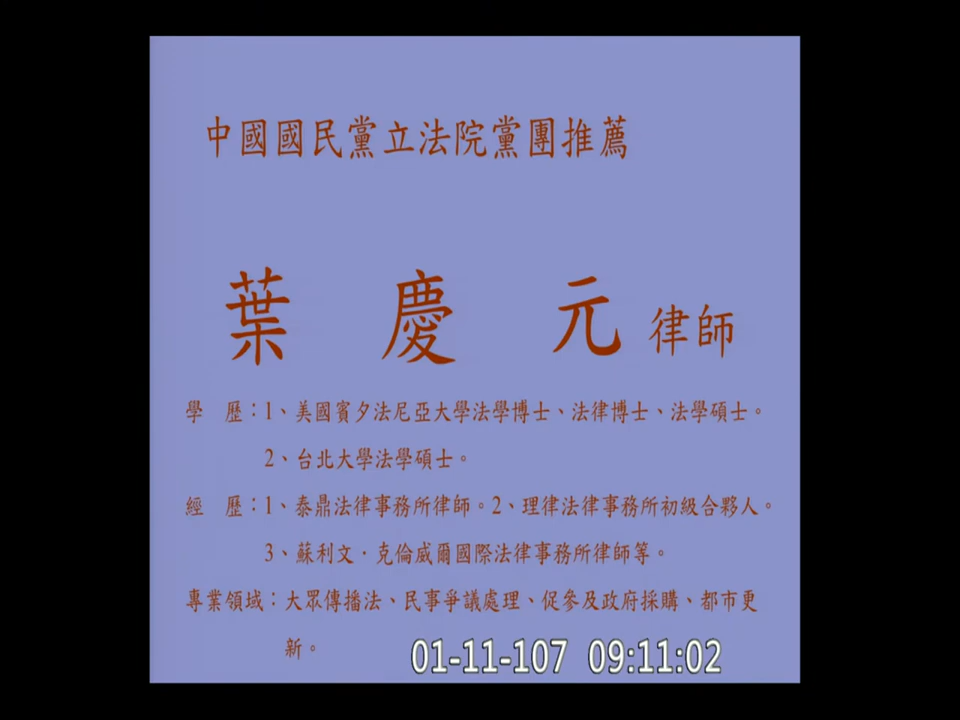 中國國民黨立法院黨團推薦
葉 慶 元 律師
學 歷：1、美國賓夕法尼亞大學法學博士、法律博士、法學碩士。
2、台北大學法學碩士。
經 歷：1、泰鼎法律事務所律師。2、理律法律事務所初級合夥人。
3、蘇利文．克倫威爾國際法律事務所律師等。
專業領域：大眾傳播法、民事爭議處理、促參及政府採購、都市更
新。
01-11-107 09:11:02